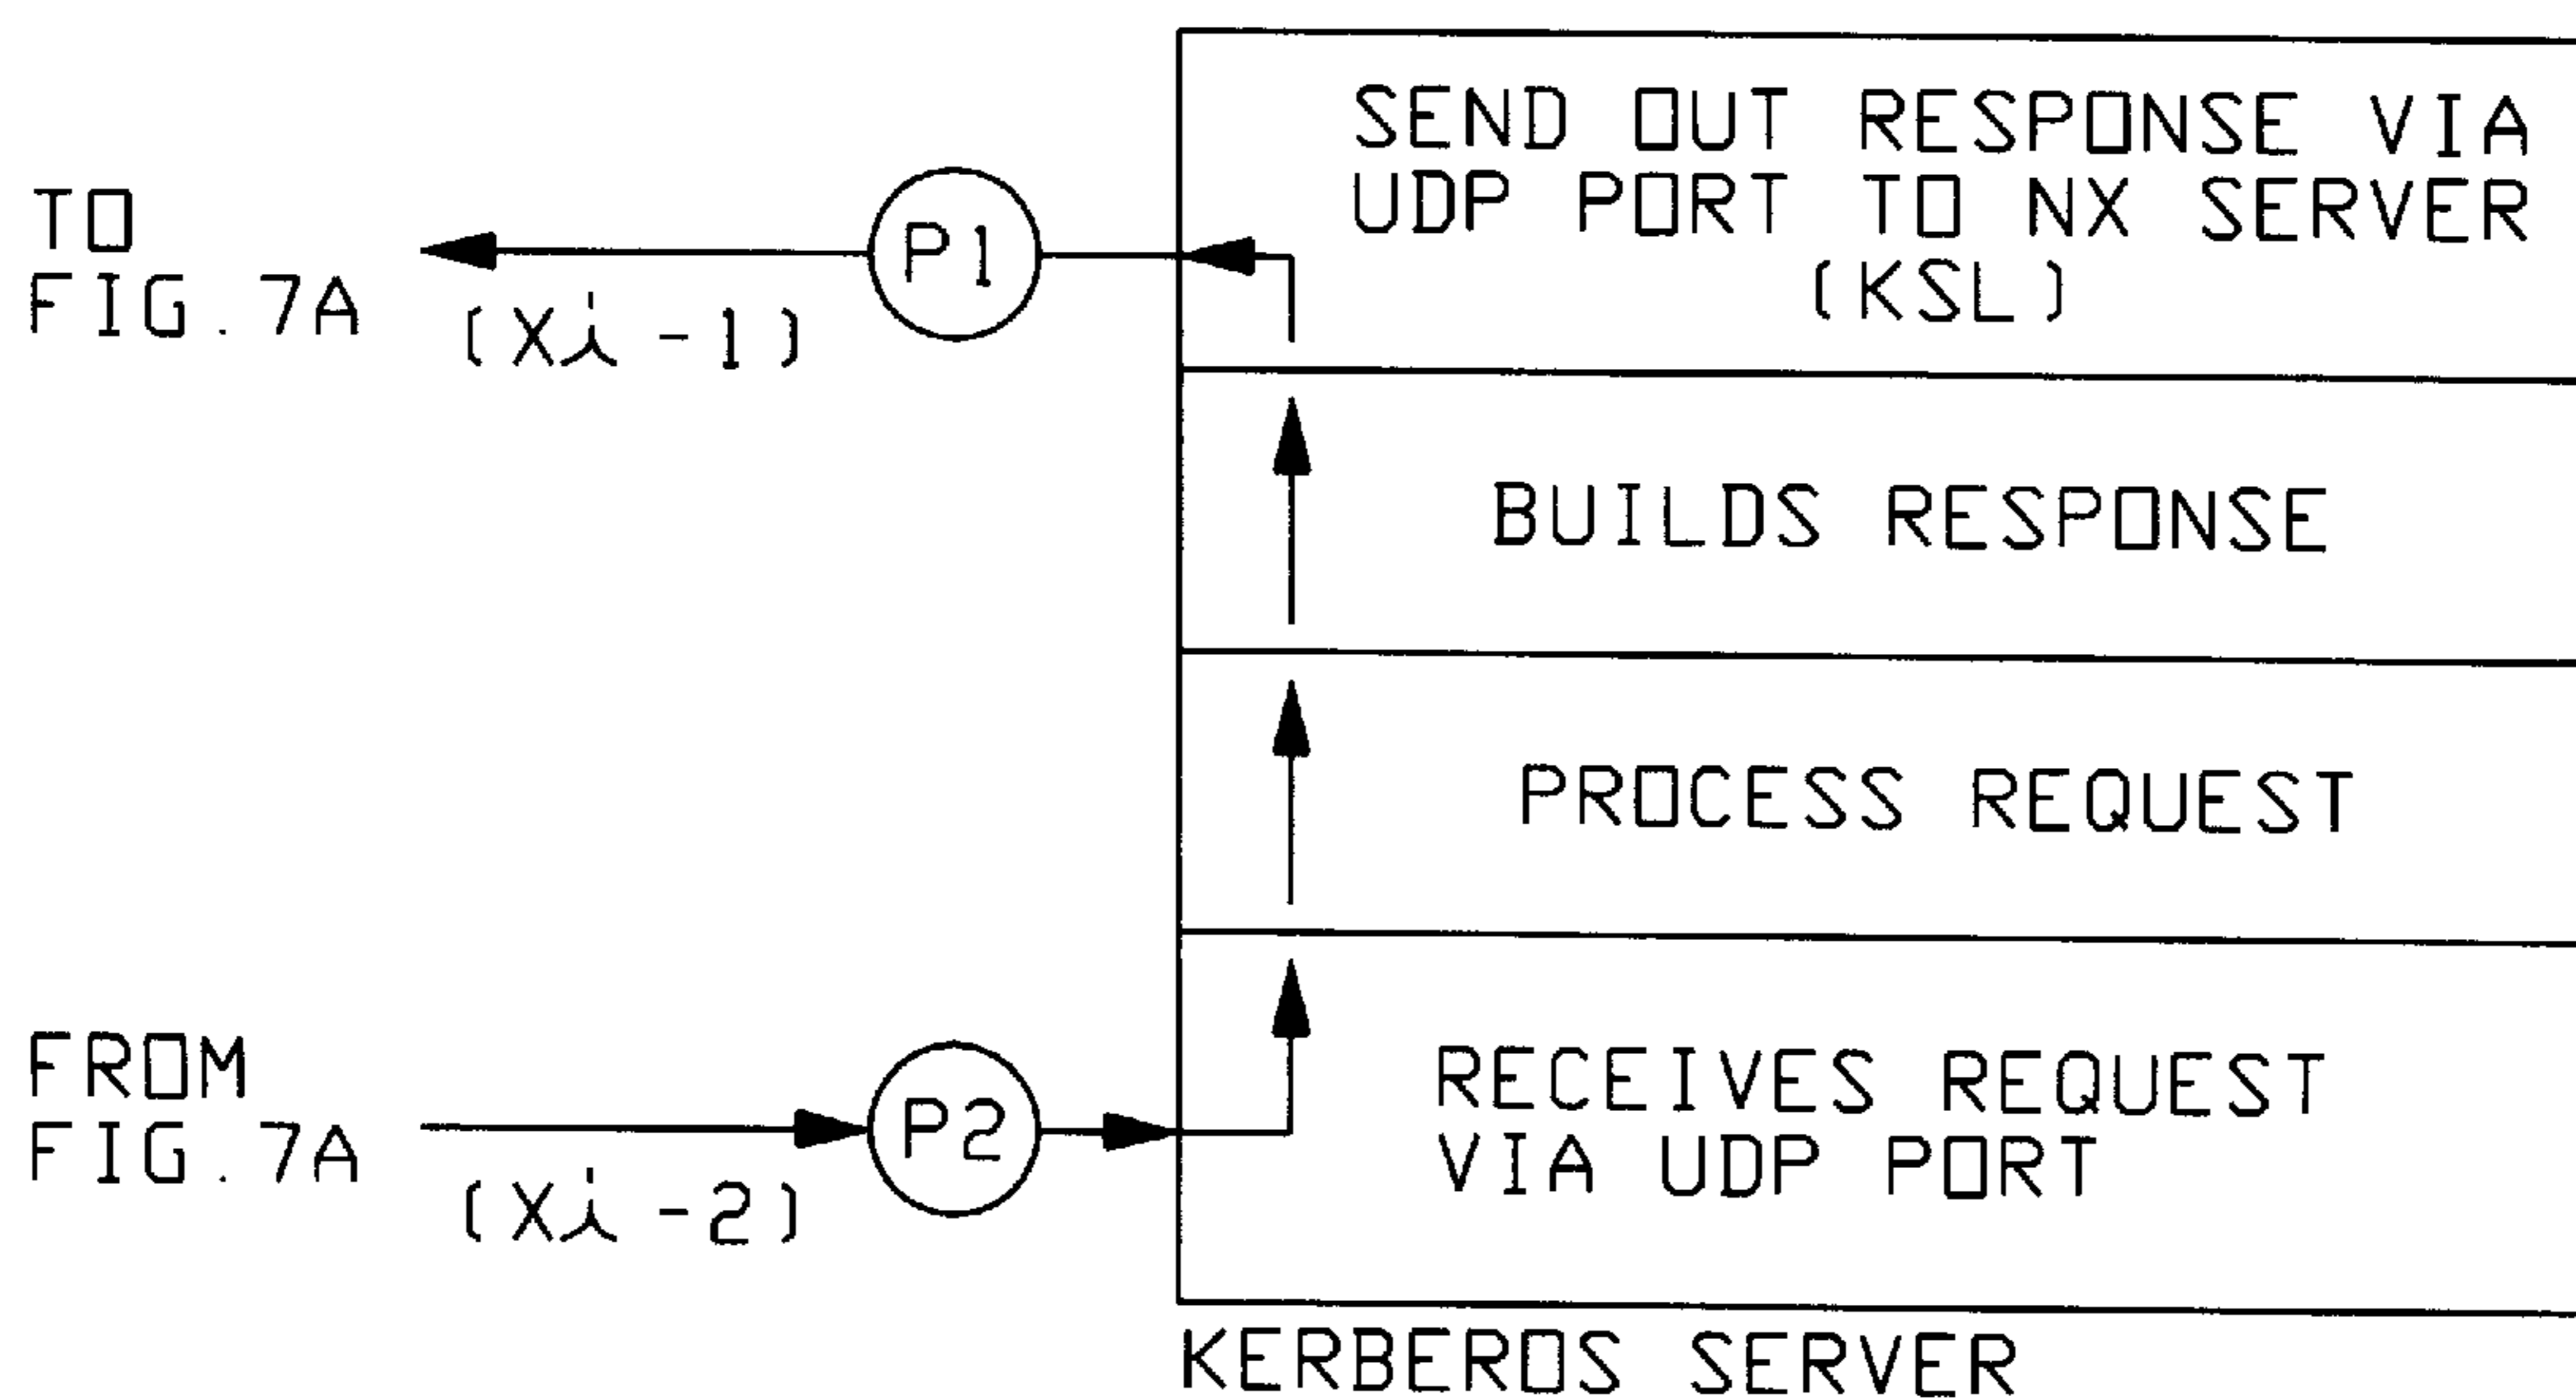 SEND OUT RESPONSE VIA
UDP PORT TO NX SERVER
(KSL)
TO
FIG. 7A
P1
(Xi-1)
BUILDS RESPONSE
PROCESS REQUEST
FROM
FIG. 7A
P2
(Xi-2)
RECEIVES REQUEST
VIA UDP PORT
KERBEROS SERVER